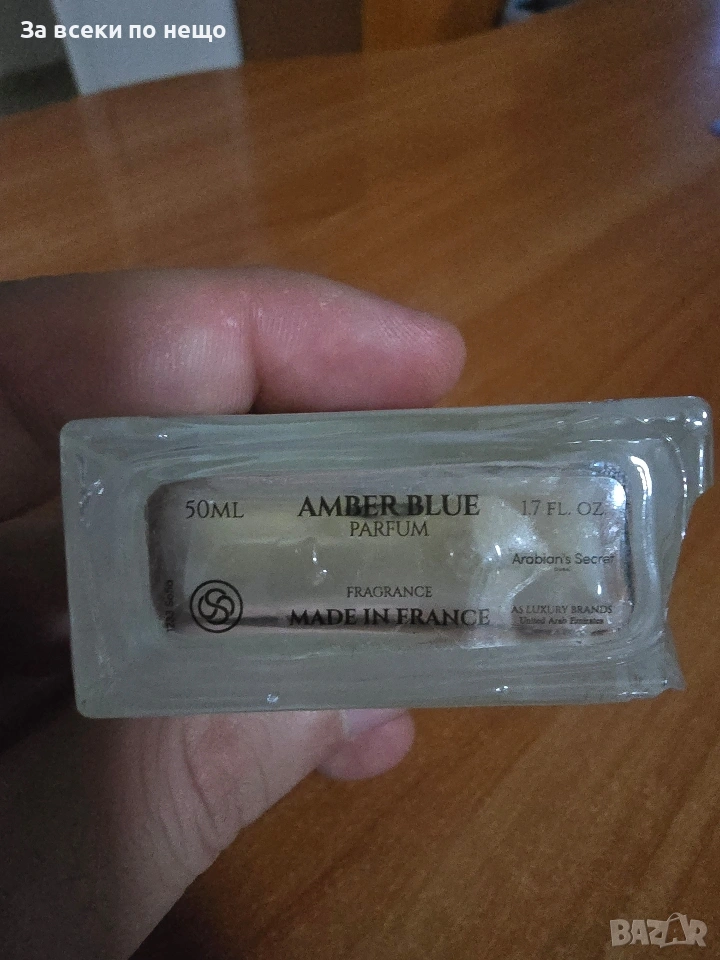 За всеки по нещо
50ML
AMBER BLUE
PARFUM
1.7 FL. OZ
Arabian's Secret
FRAGRANCE
MADE IN FRANCE
AS LUXURY BRANDS
United Arab Emirates
BAZAR